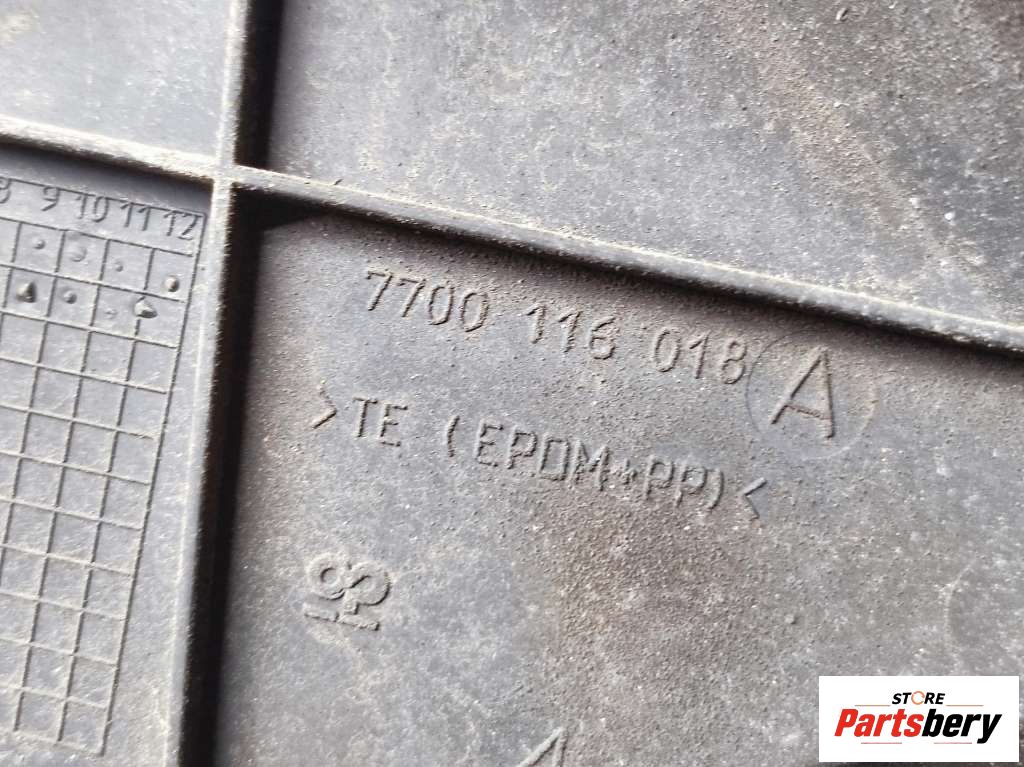 8 9 10 11 12
7700 116 018 A
>TE (EPDM+PP)<
STORE
Partsbery